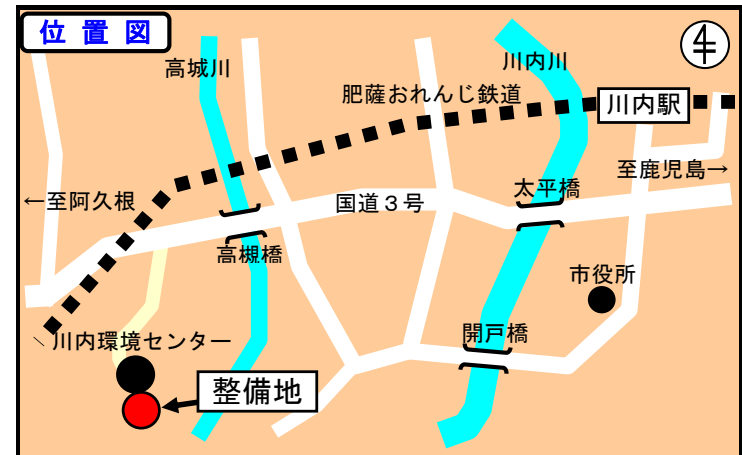 位置図
高城川
川内川
肥薩おれんじ鉄道
川内駅
至鹿児島→
←至阿久根
国道３号
太平橋
高槻橋
市役所
開戸橋
川内環境センター
整備地